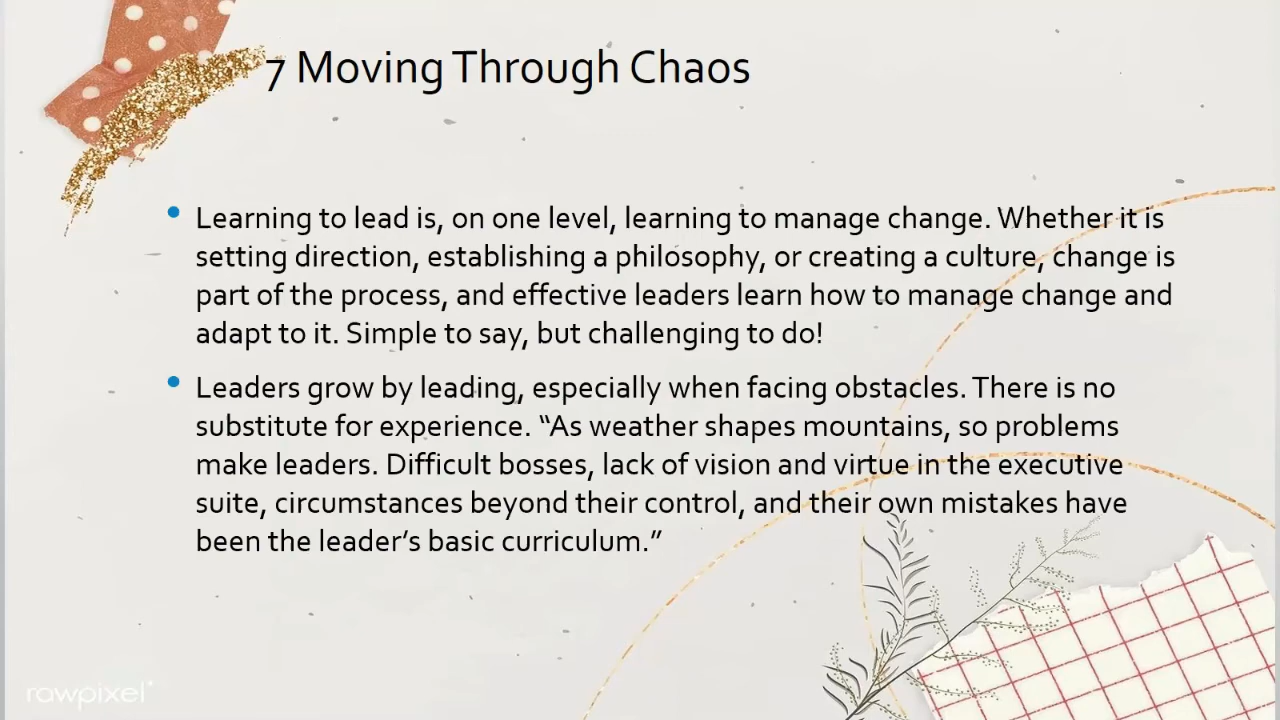 7 Moving Through Chaos
• Learning to lead is, on one level, learning to manage change. Whether it is
setting direction, establishing a philosophy, or creating a culture, change is
part of the process, and effective leaders learn how to manage change and
adapt to it. Simple to say, but challenging to do!
• Leaders grow by leading, especially when facing obstacles. There is no
substitute for experience. “As weather shapes mountains, so problems
make leaders. Difficult bosses, lack of vision and virtue in the executive
suite, circumstances beyond their control, and their own mistakes have
been the leader’s basic curriculum.”
rawpixel